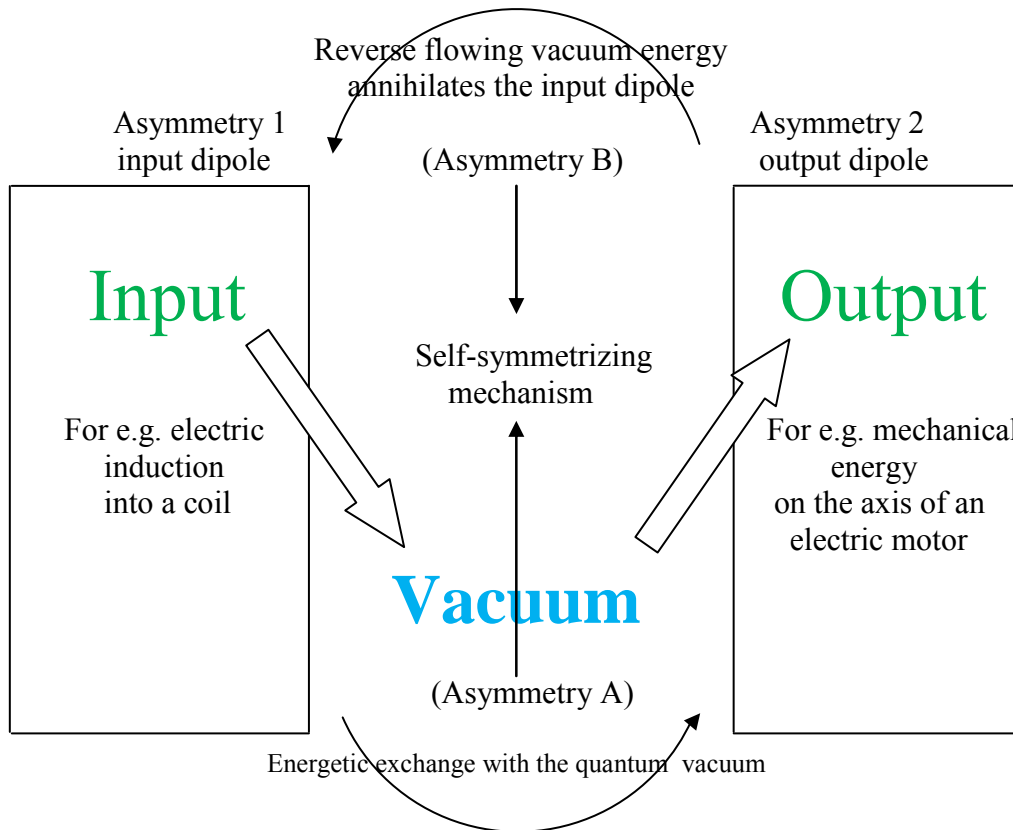 Reverse flowing vacuum energy
annihilates the input dipole
Asymmetry 1
input dipole
(Asymmetry B)
Asymmetry 2
output dipole
Input
Output
Self-symmetrizing
mechanism
For e.g. electric
induction
into a coil
For e.g. mechanical
energy
on the axis of an
electric motor
Vacuum
(Asymmetry A)
Energetic exchange with the quantum vacuum